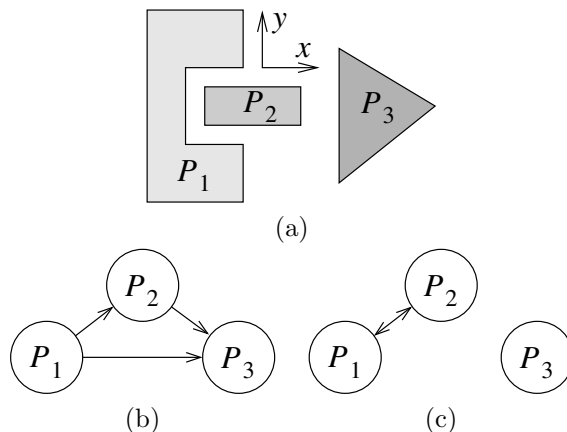 y
x
P₂
P₃
P₁
(a)
P₂ P₂
P₁ P₃ P₁ P₃
(b) (c)